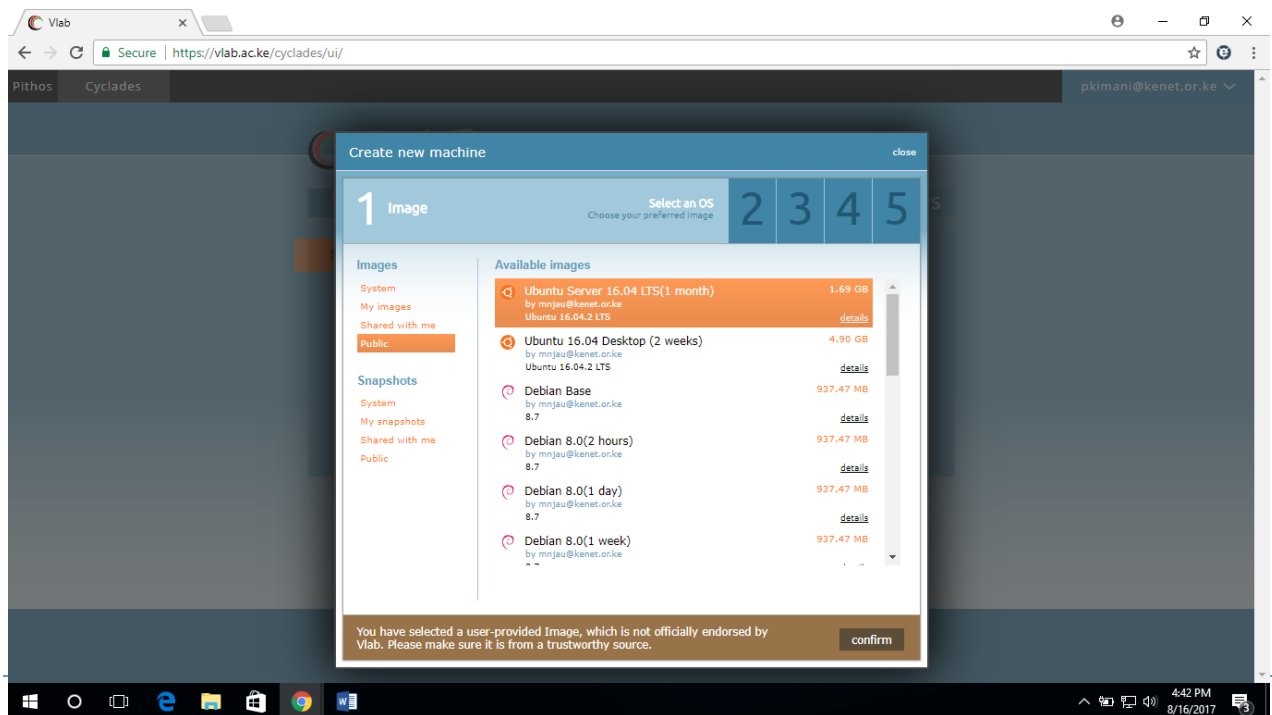 Vlab
Secure | https://vlab.ac.ke/cyclades/ui/
Pithos Cyclades pkimani@kenet.or.ke
Create new machine close
1 Image Select an OS 2 3 4 5
Choose your preferred image
Images
System
My images
Shared with me
Public
Snapshots
System
My snapshots
Shared with me
Public
Available images
Ubuntu Server 16.04 LTS(1 month) 1.69 GB
by mnjau@kenet.or.ke
Ubuntu 16.04.2 LTS details
Ubuntu 16.04 Desktop (2 weeks) 4.90 GB
by mnjau@kenet.or.ke
Ubuntu 16.04.2 LTS details
Debian Base 937.47 MB
by mnjau@kenet.or.ke
8.7 details
Debian 8.0(2 hours) 937.47 MB
by mnjau@kenet.or.ke
8.7 details
Debian 8.0(1 day) 937.47 MB
by mnjau@kenet.or.ke
8.7 details
Debian 8.0(1 week) 937.47 MB
by mnjau@kenet.or.ke
You have selected a user-provided Image, which is not officially endorsed by
Vlab. Please make sure it is from a trustworthy source.
confirm
4:42 PM
8/16/2017
3